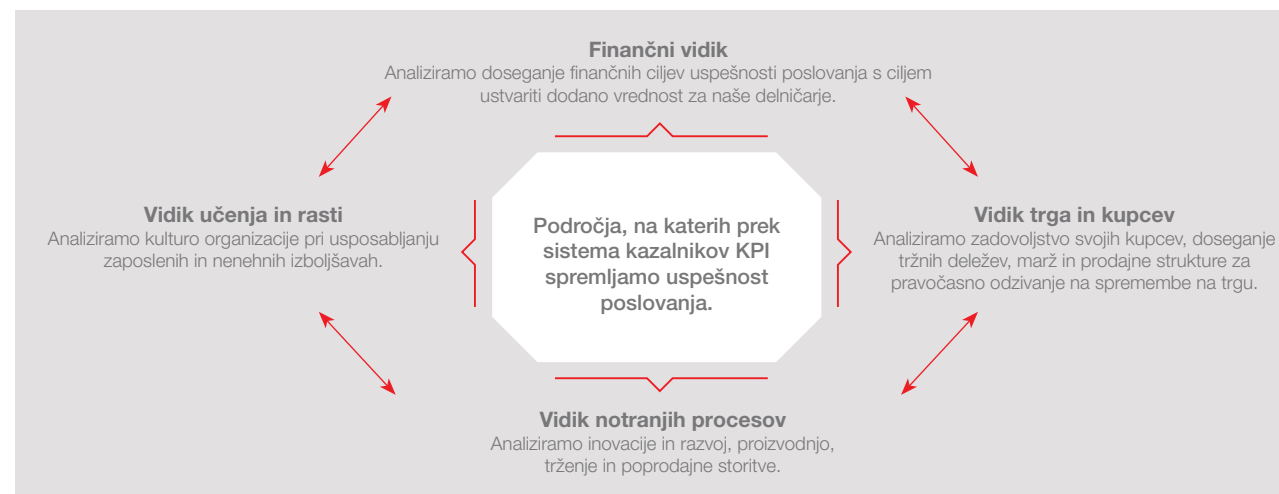 Finančni vidik
Analiziramo doseganje finančnih ciljev uspešnosti poslovanja s ciljem
ustvariti dodano vrednost za naše delničarje.
Vidik učenja in rasti
Analiziramo kulturo organizacije pri usposabljanju
zaposlenih in nenehnih izboljšavah.
Področja, na katerih prek
sistema kazalnikov KPI
spremljamo uspešnost
poslovanja.
Vidik trga in kupcev
Analiziramo zadovoljstvo svojih kupcev, doseganje
tržnih deležev, marž in prodajne strukture za
pravočasno odzivanje na spremembe na trgu.
Vidik notranjih procesov
Analiziramo inovacije in razvoj, proizvodnjo,
trženje in poprodajne storitve.